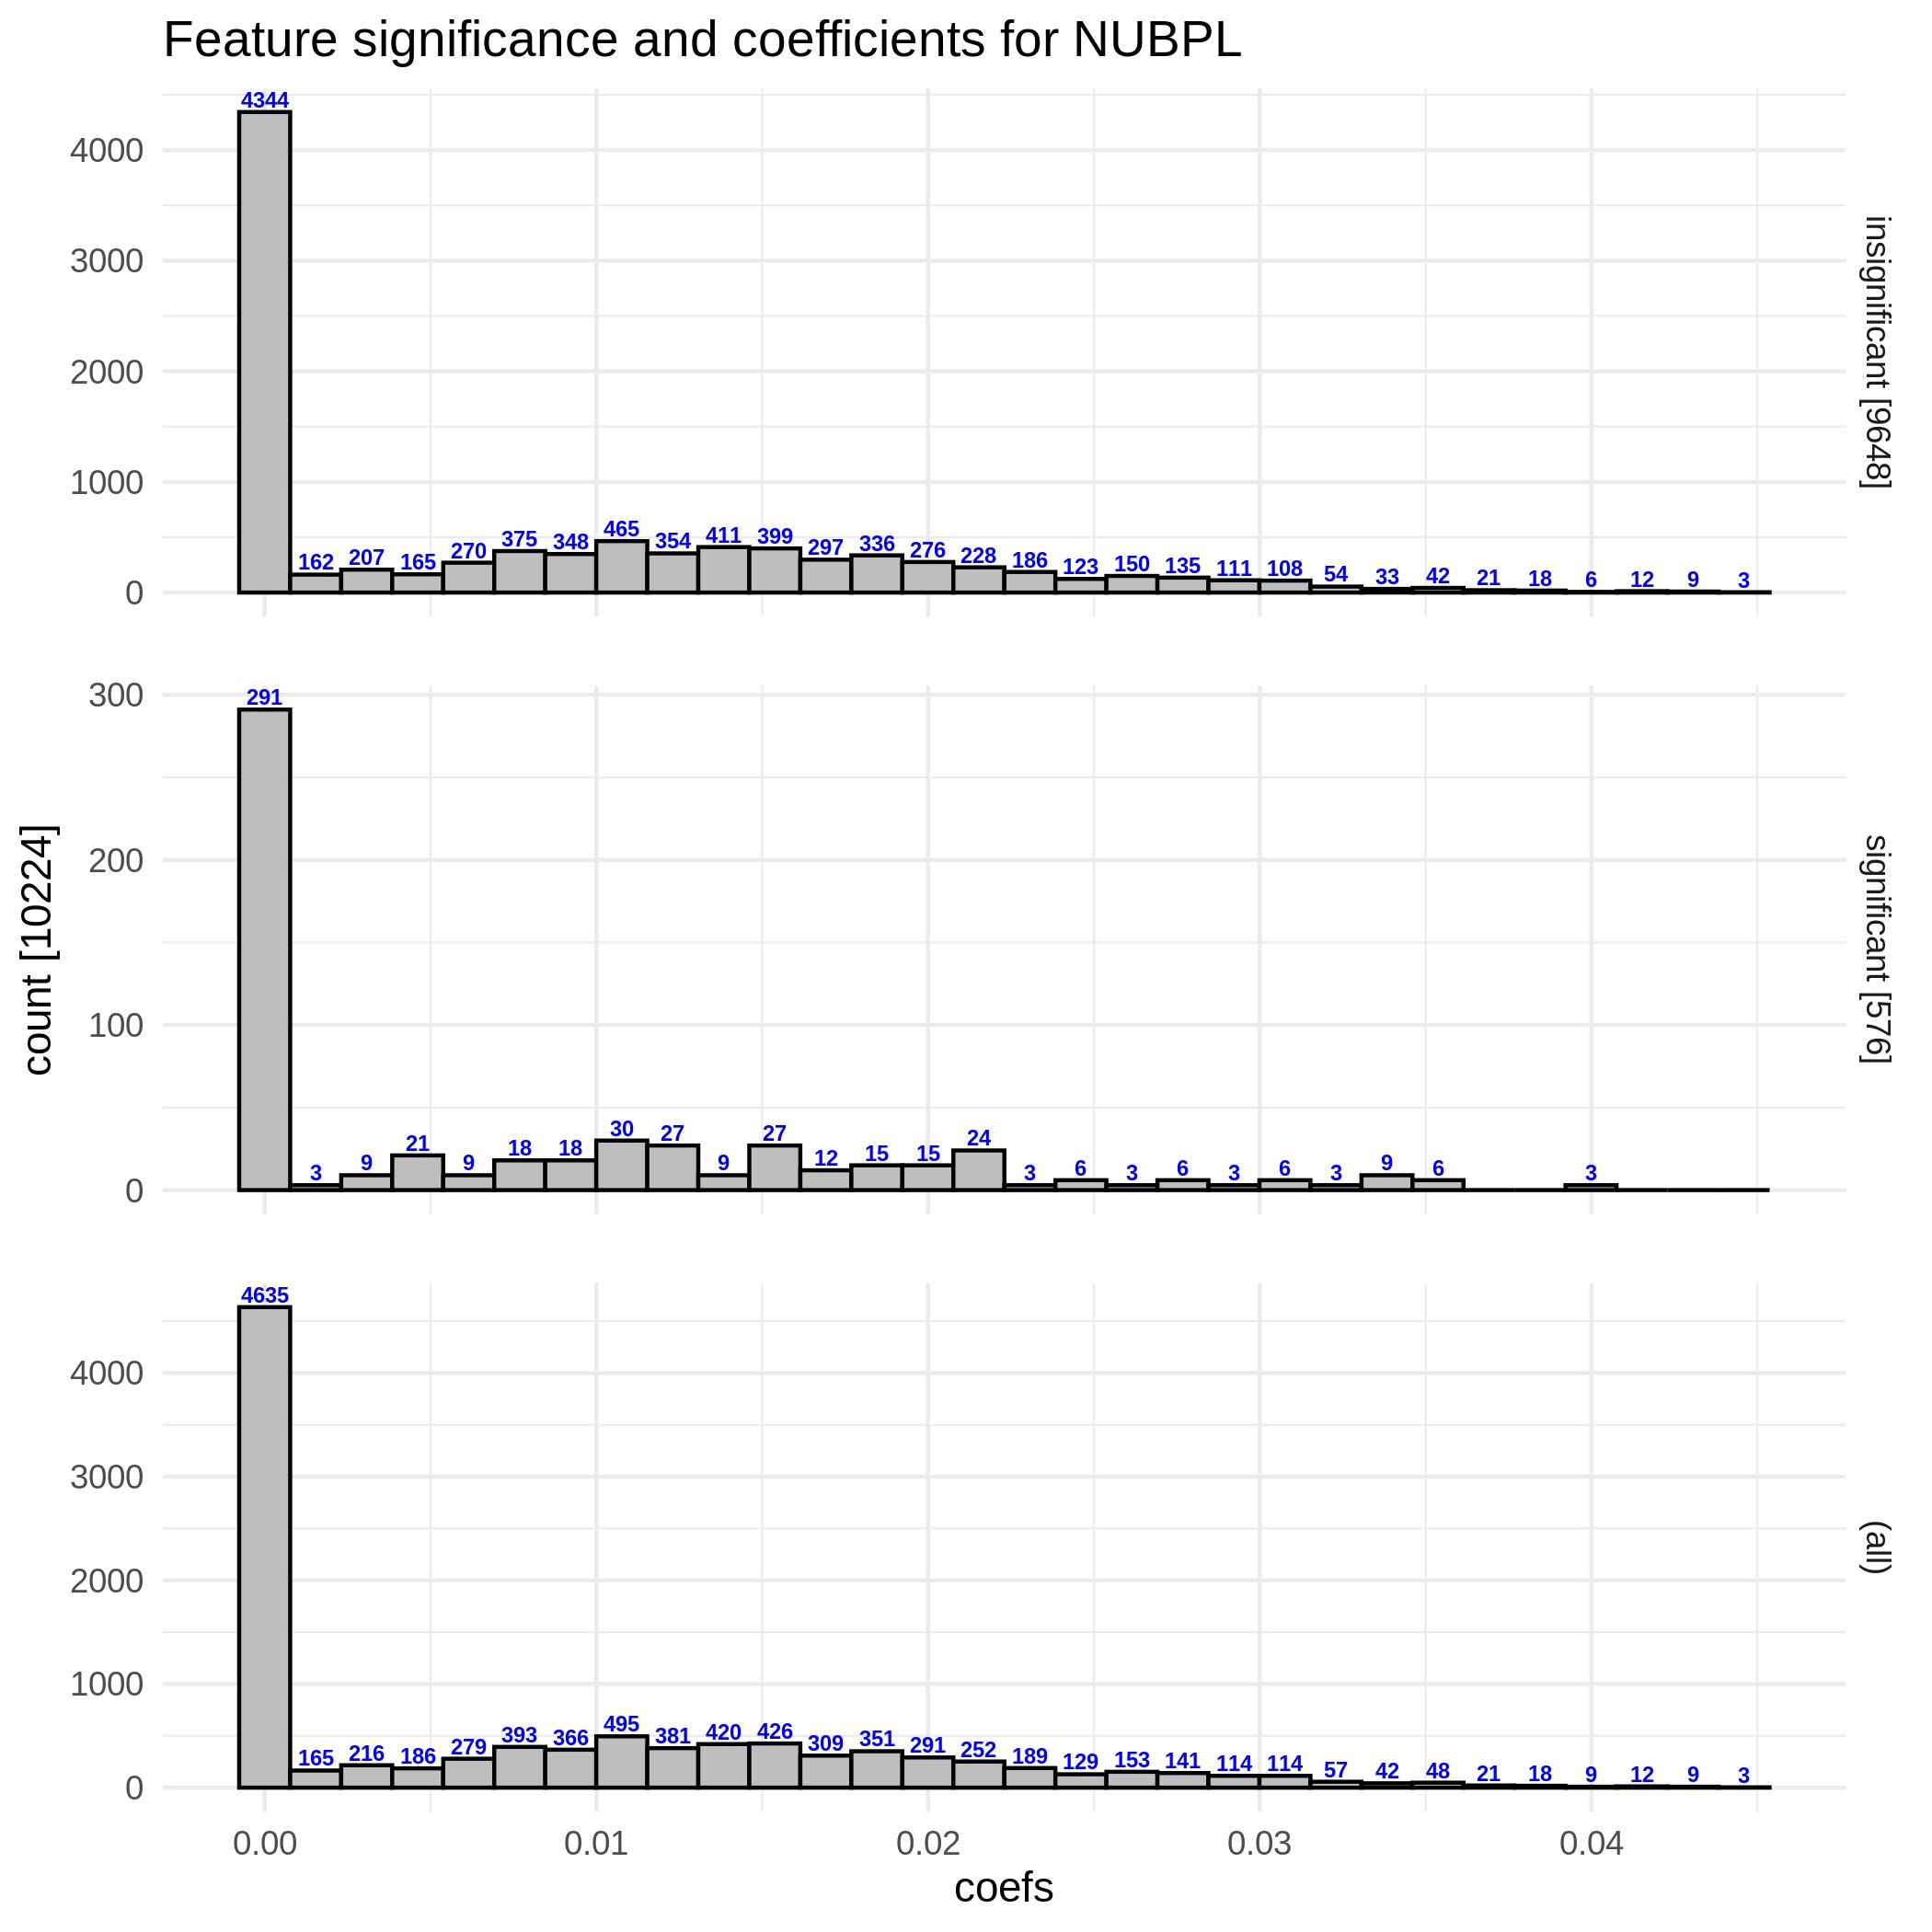 Feature significance and coefficients for NUBPL
4344
4000
3000
2000
1000
0
162 207 165 270 375 348 465 354 411 399 297 336 276 228 186 123 150 135 111 108 54 33 42 21 18 6 12 9 3
insignificant [9648]
291
300
200
100
0
3 9 21 9 18 18 30 27 9 27 12 15 15 24 3 6 3 6 3 6 3 9 6 3
significant [576]
count [10224]
4635
4000
3000
2000
1000
0
165 216 186 279 393 366 495 381 420 426 309 351 291 252 189 129 153 141 114 114 57 42 48 21 18 9 12 9 3
(all)
0.00 0.01 0.02 0.03 0.04
coefs